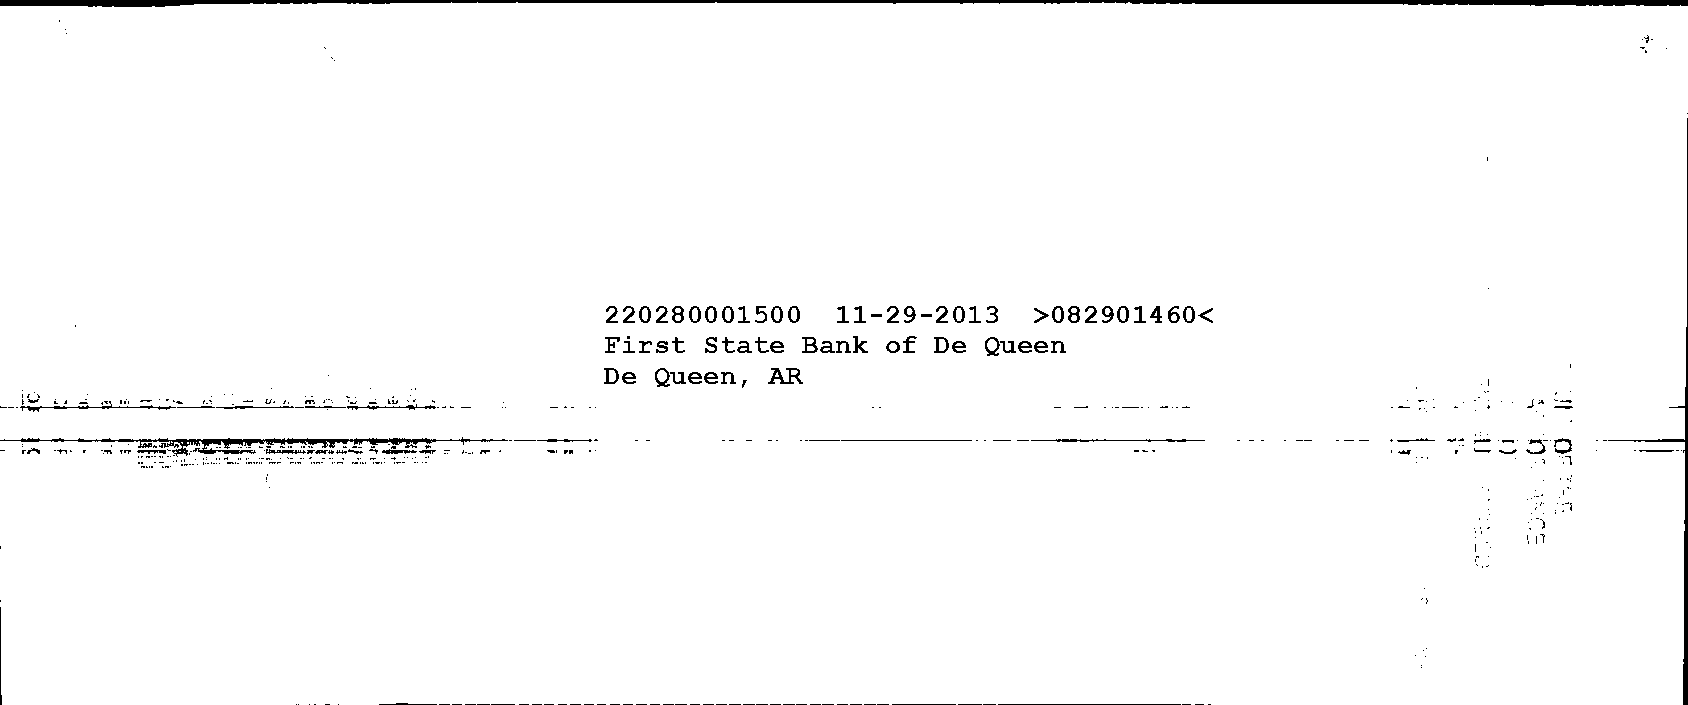 220280001500 11-29-2013 >082901460<
First State Bank of De Queen
De Queen, AR